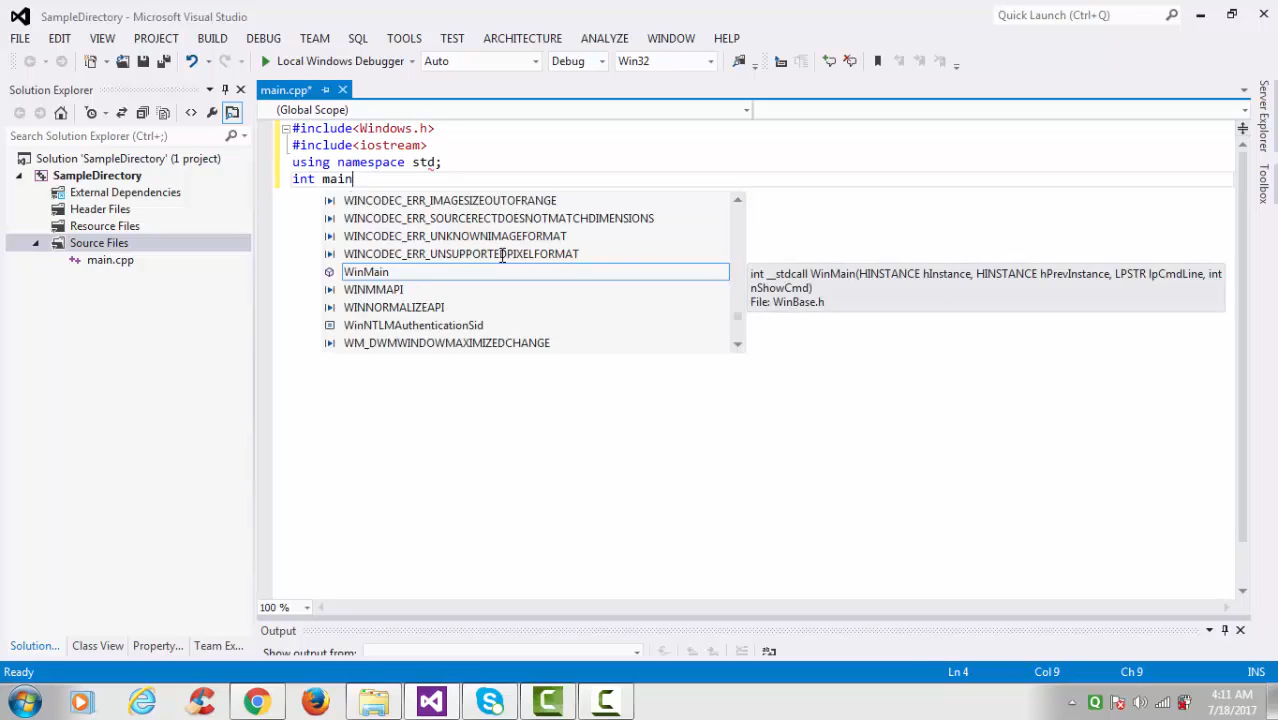 SampleDirectory - Microsoft Visual Studio
Quick Launch (Ctrl+Q)
FILE EDIT VIEW PROJECT BUILD DEBUG TEAM SQL TOOLS TEST ARCHITECTURE ANALYZE WINDOW HELP
Local Windows Debugger Auto Debug Win32
Solution Explorer
main.cpp*
(Global Scope)
Search Solution Explorer (Ctrl+;)
Solution 'SampleDirectory' (1 project)
SampleDirectory
External Dependencies
Header Files
Resource Files
Source Files
main.cpp
#include<Windows.h>
#include<iostream>
using namespace std;
int main
WINCODEC_ERR_IMAGESIZEOUTOFRANGE
WINCODEC_ERR_SOURCERECTDOESNOTMATCHDIMENSIONS
WINCODEC_ERR_UNKNOWNIMAGEFORMAT
WINCODEC_ERR_UNSUPPORTEDPIXELFORMAT
WinMain
WINMMAPI
WINNORMALIZEAPI
WinNTLMAuthenticationSid
WM_DWMWINDOWMAXIMIZEDCHANGE
int __stdcall WinMain(HINSTANCE hInstance, HINSTANCE hPrevInstance, LPSTR lpCmdLine, int
nShowCmd)
File: WinBase.h
Server Explorer
Toolbox
100 %
Output
Show output from:
Solution... Class View Property... Team Ex...
Ready
Ln 4 Col 9 Ch 9 INS
4:11 AM
7/18/2017